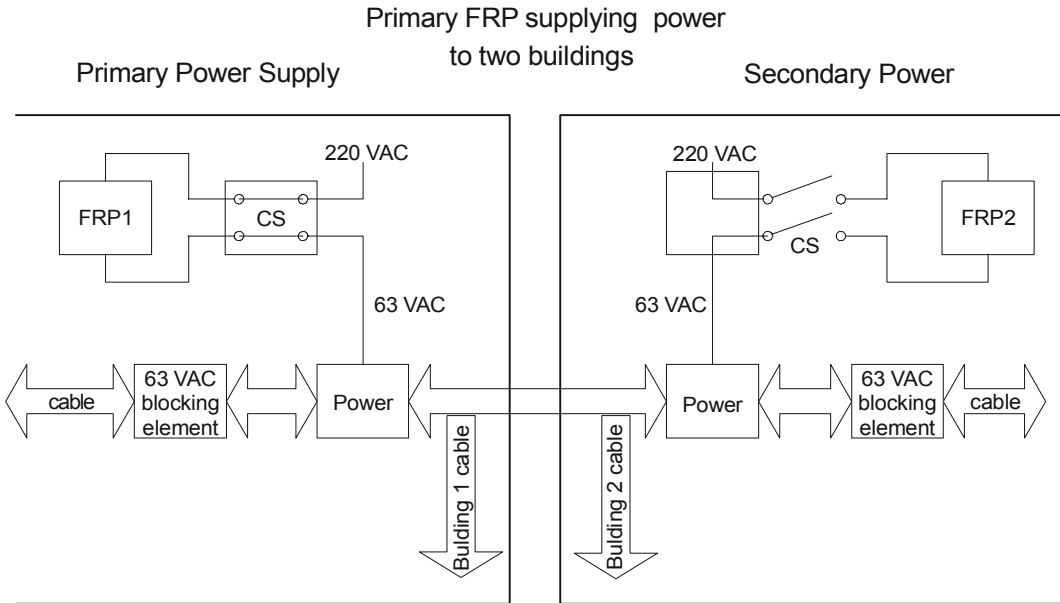 Primary FRP supplying power
to two buildings
Primary Power Supply
Secondary Power
220 VAC
FRP1
CS
63 VAC
220 VAC
CS
FRP2
63 VAC
cable
63 VAC
blocking
element
Power
Power
63 VAC
blocking
element
cable
Bulding 1 cable
Bulding 2 cable